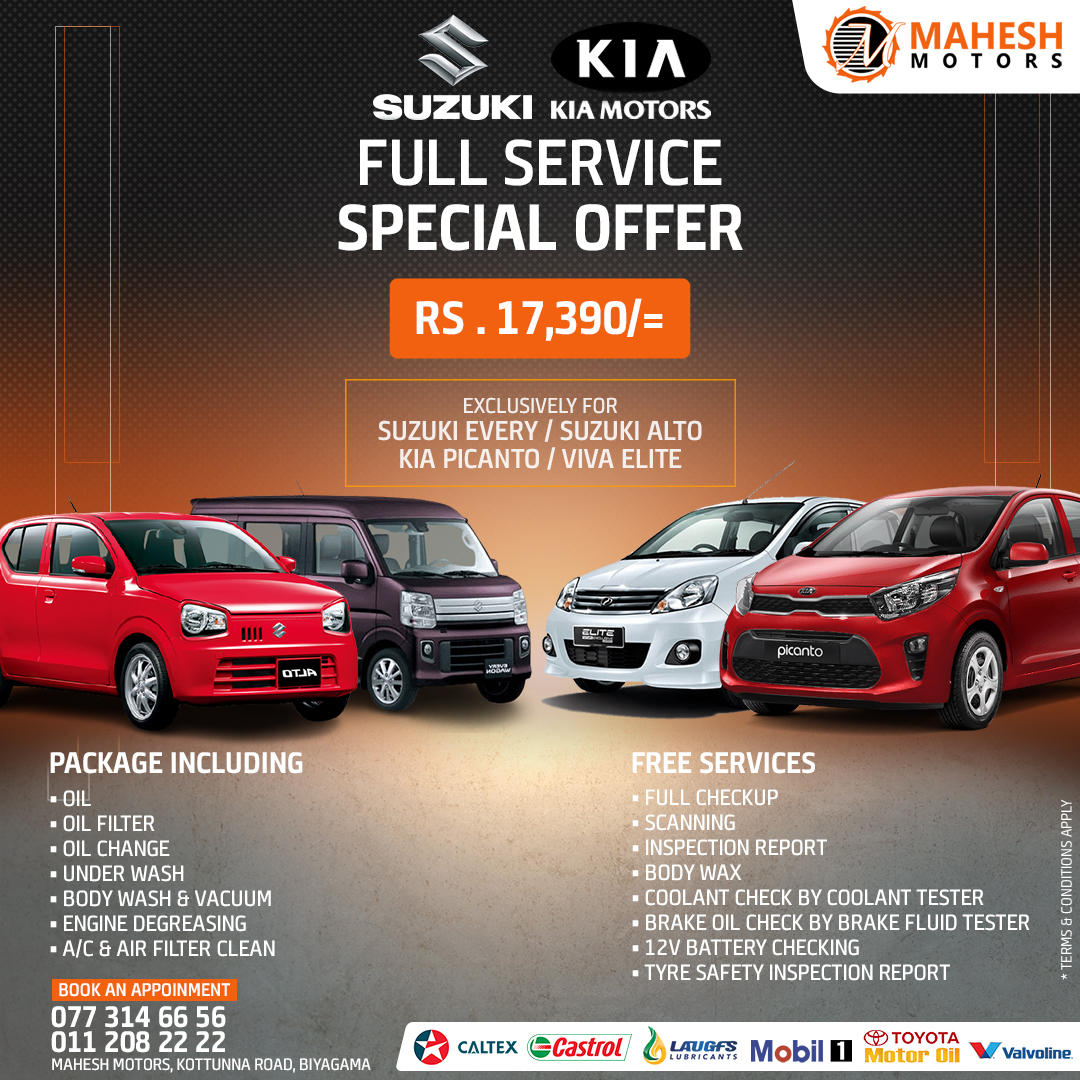 MAHESH
MOTORS
SUZUKI
KIA
KIA MOTORS
FULL SERVICE
SPECIAL OFFER
RS . 17,390/=
EXCLUSIVELY FOR
SUZUKI EVERY / SUZUKI ALTO
KIA PICANTO / VIVA ELITE
ALTO
EVERY
WAGON
ELITE
KIA
picanto
PACKAGE INCLUDING
▪ OIL
▪ OIL FILTER
▪ OIL CHANGE
▪ UNDER WASH
▪ BODY WASH & VACUUM
▪ ENGINE DEGREASING
▪ A/C & AIR FILTER CLEAN
FREE SERVICES
▪ FULL CHECKUP
▪ SCANNING
▪ INSPECTION REPORT
▪ BODY WAX
▪ COOLANT CHECK BY COOLANT TESTER
▪ BRAKE OIL CHECK BY BRAKE FLUID TESTER
▪ 12V BATTERY CHECKING
▪ TYRE SAFETY INSPECTION REPORT
* TERMS & CONDITIONS APPLY
BOOK AN APPOINMENT
077 314 66 56
011 208 22 22
MAHESH MOTORS, KOTTUNNA ROAD, BIYAGAMA
CALTEX
Castrol
LAUGFS
LUBRICANTS
Mobil 1
TOYOTA
Motor Oil
Valvoline